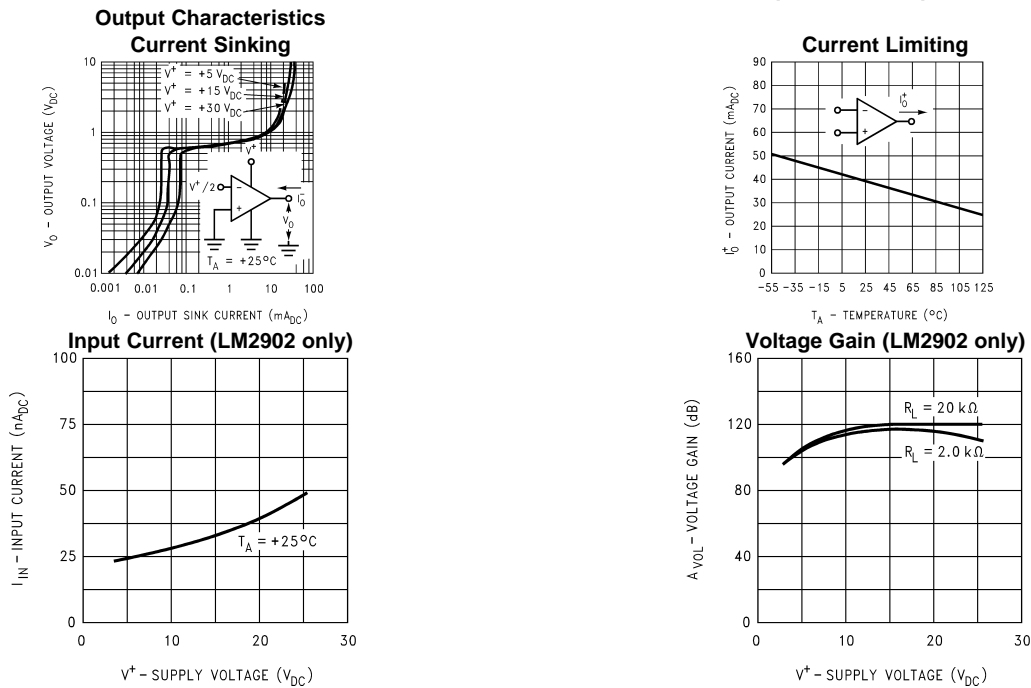 Output Characteristics
Current Sinking
V+ = +5 VDC
V+ = +15 VDC
V+ = +30 VDC
10
1
0.1
0.01
VO - OUTPUT VOLTAGE (VDC)
V+
V+/2
−
+
IO−
VO
TA = +25°C
0.001 0.01 0.1 1 10 100
IO - OUTPUT SINK CURRENT (mADC)
Current Limiting
90
80
70
60
50
40
30
20
10
0
IO+ - OUTPUT CURRENT (mADC)
−
+
IO+
-55 -35 -15 5 25 45 65 85 105 125
TA - TEMPERATURE (°C)
Input Current (LM2902 only)
100
75
50
25
0
IIN - INPUT CURRENT (nADC)
TA = +25°C
0 10 20 30
V+ - SUPPLY VOLTAGE (VDC)
Voltage Gain (LM2902 only)
160
120
80
40
0
AVOL - VOLTAGE GAIN (dB)
RL = 20 kΩ
RL = 2.0 kΩ
0 10 20 30
V+ - SUPPLY VOLTAGE (VDC)